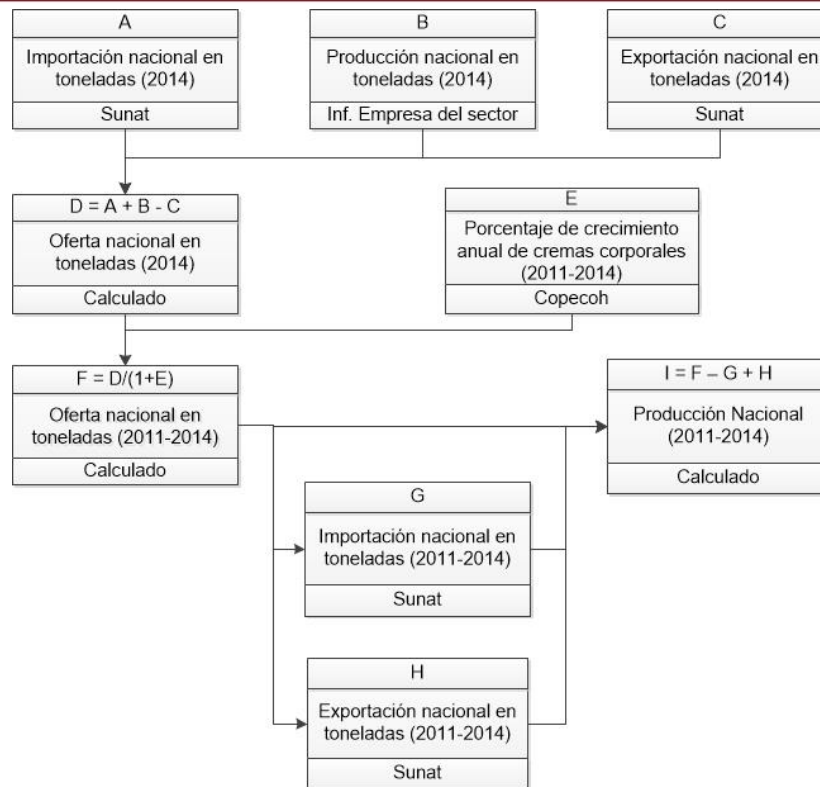 A
Importación nacional en
toneladas (2014)
Sunat
B
Producción nacional en
toneladas (2014)
Inf. Empresa del sector
C
Exportación nacional en
toneladas (2014)
Sunat
D = A + B - C
Oferta nacional en
toneladas (2014)
Calculado
E
Porcentaje de crecimiento
anual de cremas corporales
(2011-2014)
Copecoh
F = D/(1+E)
Oferta nacional en
toneladas (2011-2014)
Calculado
I = F – G + H
Producción Nacional
(2011-2014)
Calculado
G
Importación nacional en
toneladas (2011-2014)
Sunat
H
Exportación nacional en
toneladas (2011-2014)
Sunat